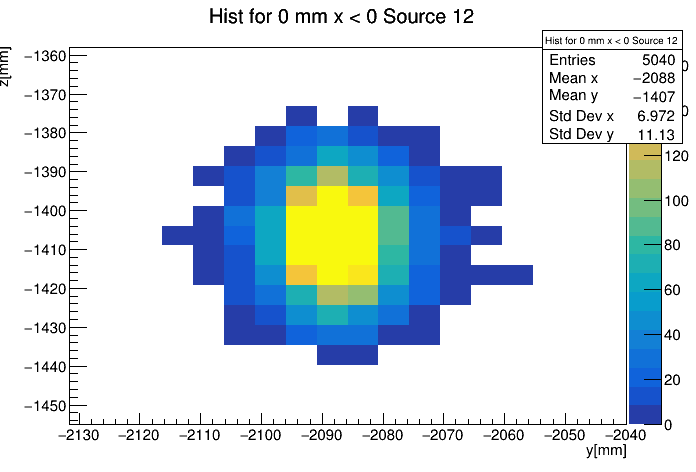 Hist for 0 mm x < 0 Source 12
Hist for 0 mm x < 0 Source 12
Entries 5040
Mean x −2088
Mean y −1407
Std Dev x 6.972
Std Dev y 11.13
z[mm]
−1360
−1370
−1380
−1390
−1400
−1410
−1420
−1430
−1440
−1450
120
100
80
60
40
20
0
−2130 −2120 −2110 −2100 −2090 −2080 −2070 −2060 −2050 −2040
y[mm]